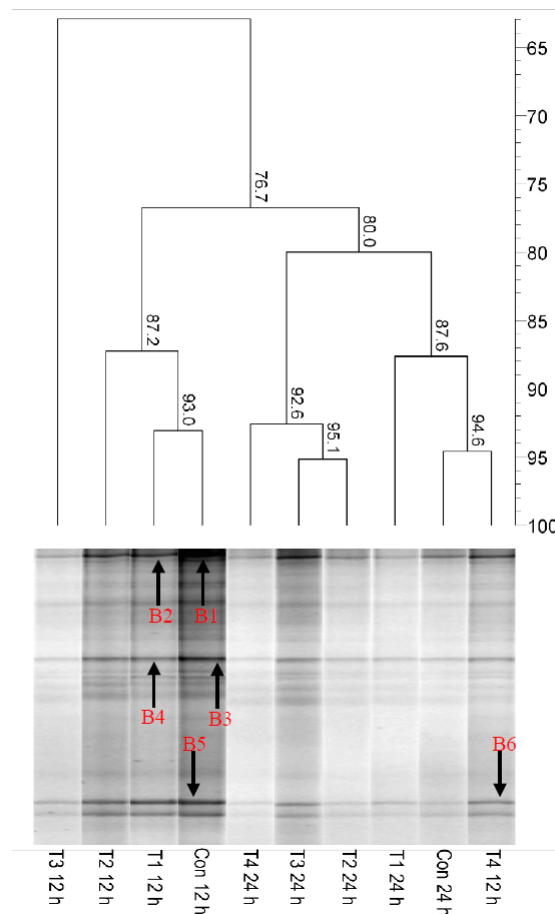 65
70
75
80
85
90
95
100
76.7
80.0
87.2
87.6
93.0
92.6
95.1
94.6
B2
B1
B4
B3
B5
B6
T3 12 h
T2 12 h
T1 12 h
Con 12 h
T4 24 h
T3 24 h
T2 24 h
T1 24 h
Con 24 h
T4 12 h